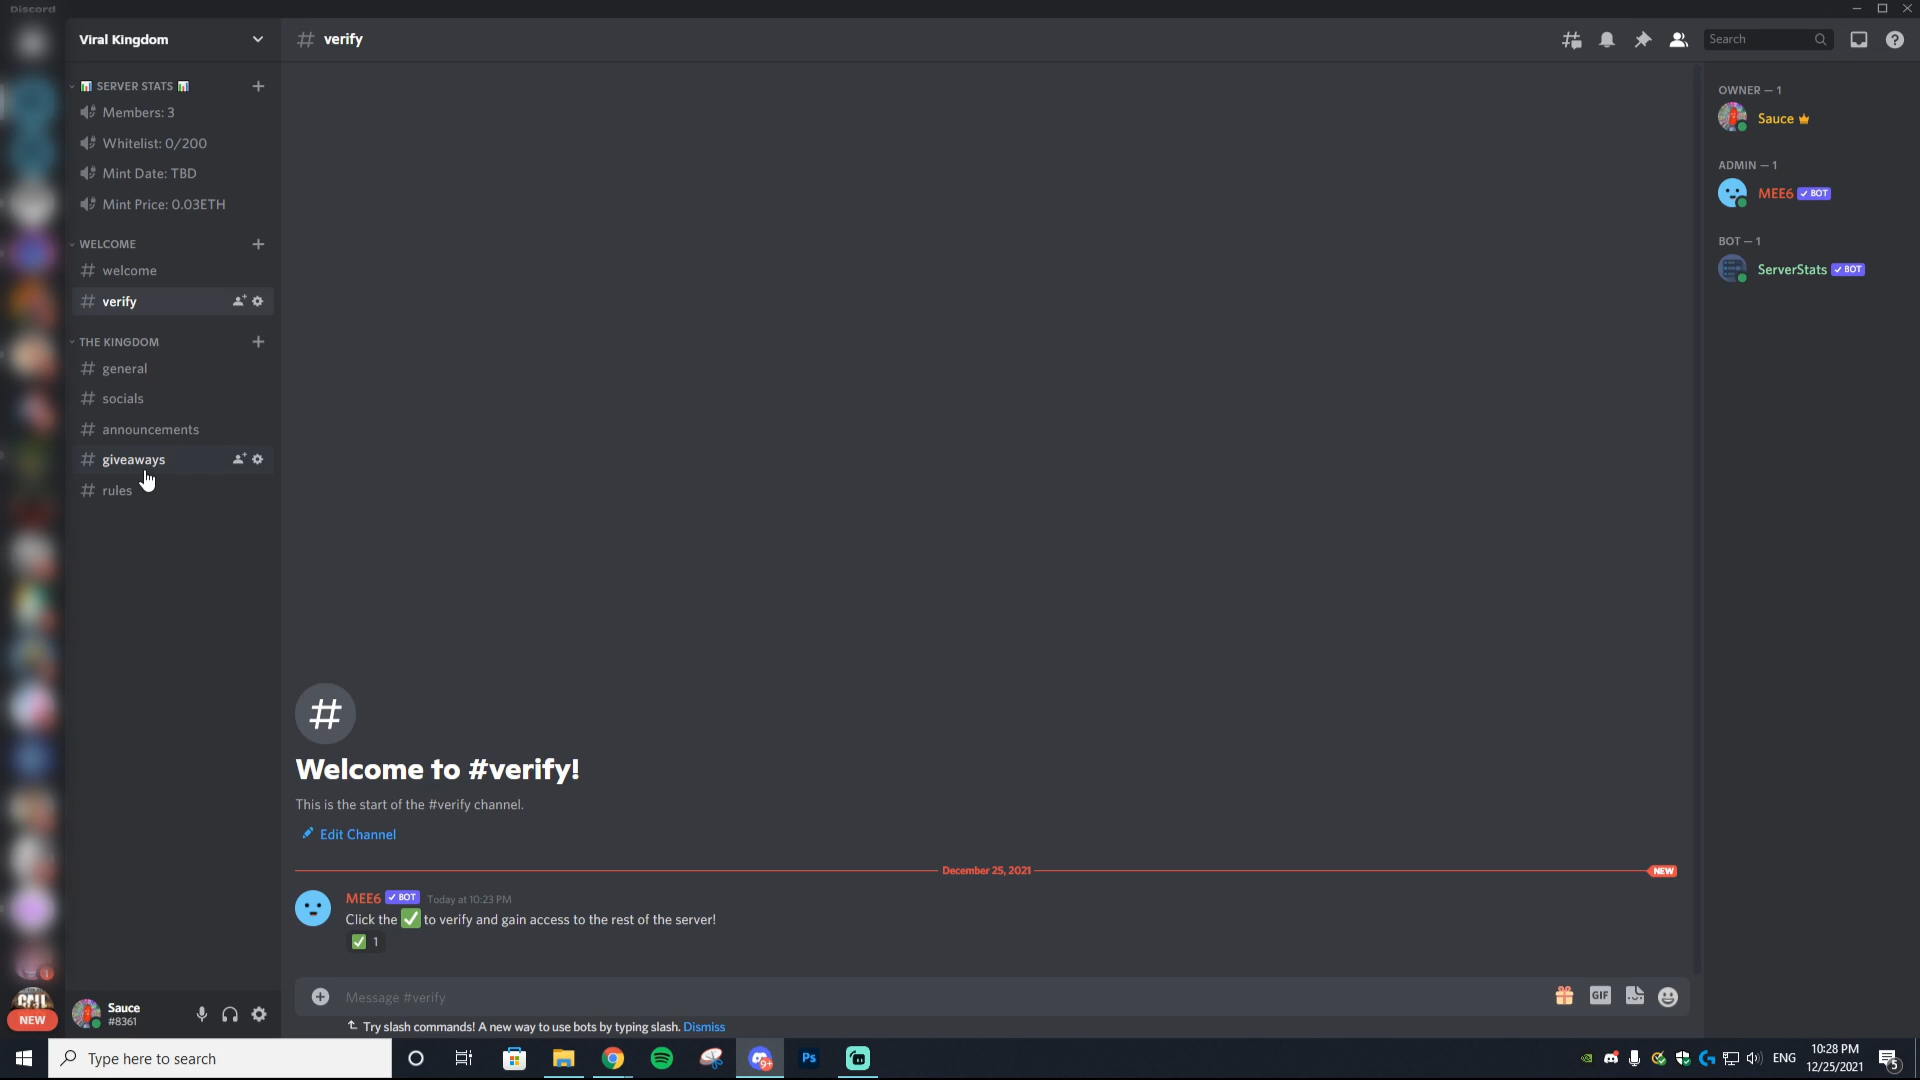 Discord
Viral Kingdom
verify
Search
SERVER STATS
Members: 3
Whitelist: 0/200
Mint Date: TBD
Mint Price: 0.03ETH
WELCOME
welcome
verify
THE KINGDOM
general
socials
announcements
giveaways
rules
OWNER — 1
Sauce
ADMIN — 1
MEE6 ✓ BOT
BOT — 1
ServerStats ✓ BOT
#
Welcome to #verify!
This is the start of the #verify channel.
Edit Channel
December 25, 2021
NEW
MEE6 ✓ BOT Today at 10:23 PM
Click the ✅ to verify and gain access to the rest of the server!
✅ 1
Message #verify
GIF
Try slash commands! A new way to use bots by typing slash. Dismiss
1
CALL
NEW
Sauce
#8361
Type here to search
9+
Ps
ENG
10:28 PM
12/25/2021
5